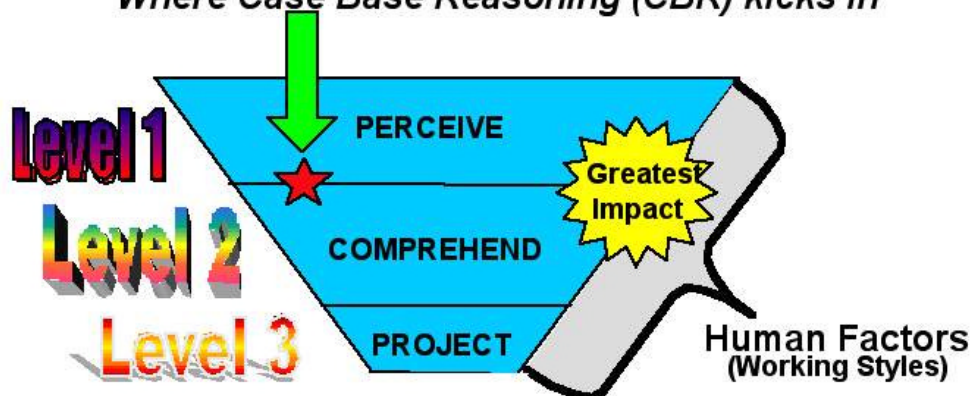 Where Case Base Reasoning (CBR) kicks in
Level 1
PERCEIVE
Greatest
Impact
Level 2
COMPREHEND
Level 3
PROJECT
Human Factors
(Working Styles)